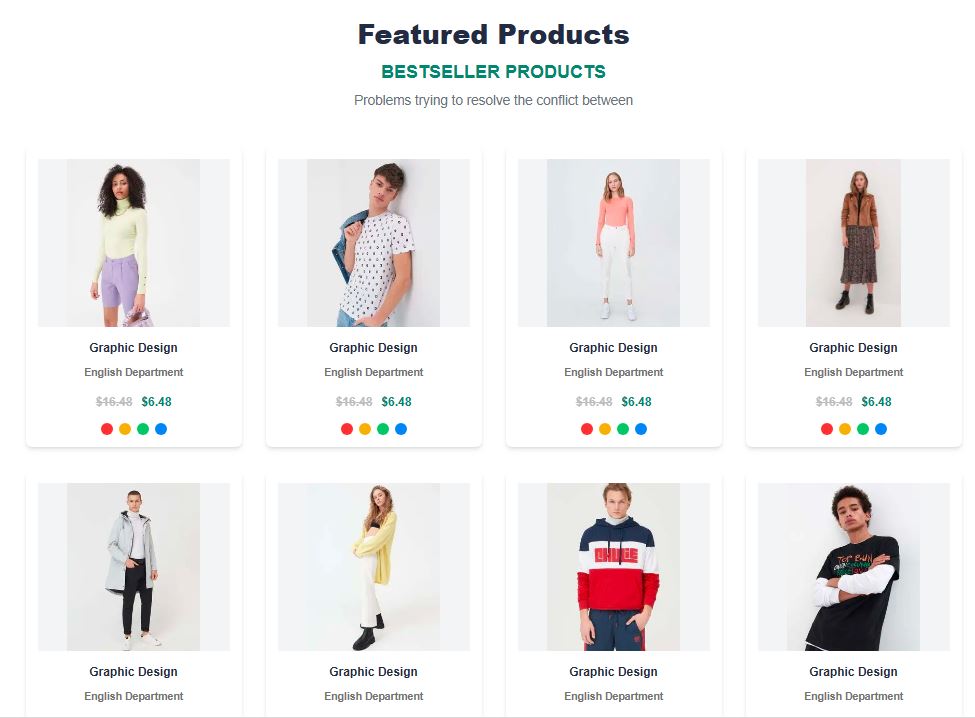 Featured Products
BESTSELLER PRODUCTS
Problems trying to resolve the conflict between
Graphic Design Graphic Design Graphic Design Graphic Design
English Department English Department English Department English Department
$16.48 $6.48 $16.48 $6.48 $16.48 $6.48 $16.48 $6.48
Graphic Design Graphic Design Graphic Design Graphic Design
English Department English Department English Department English Department